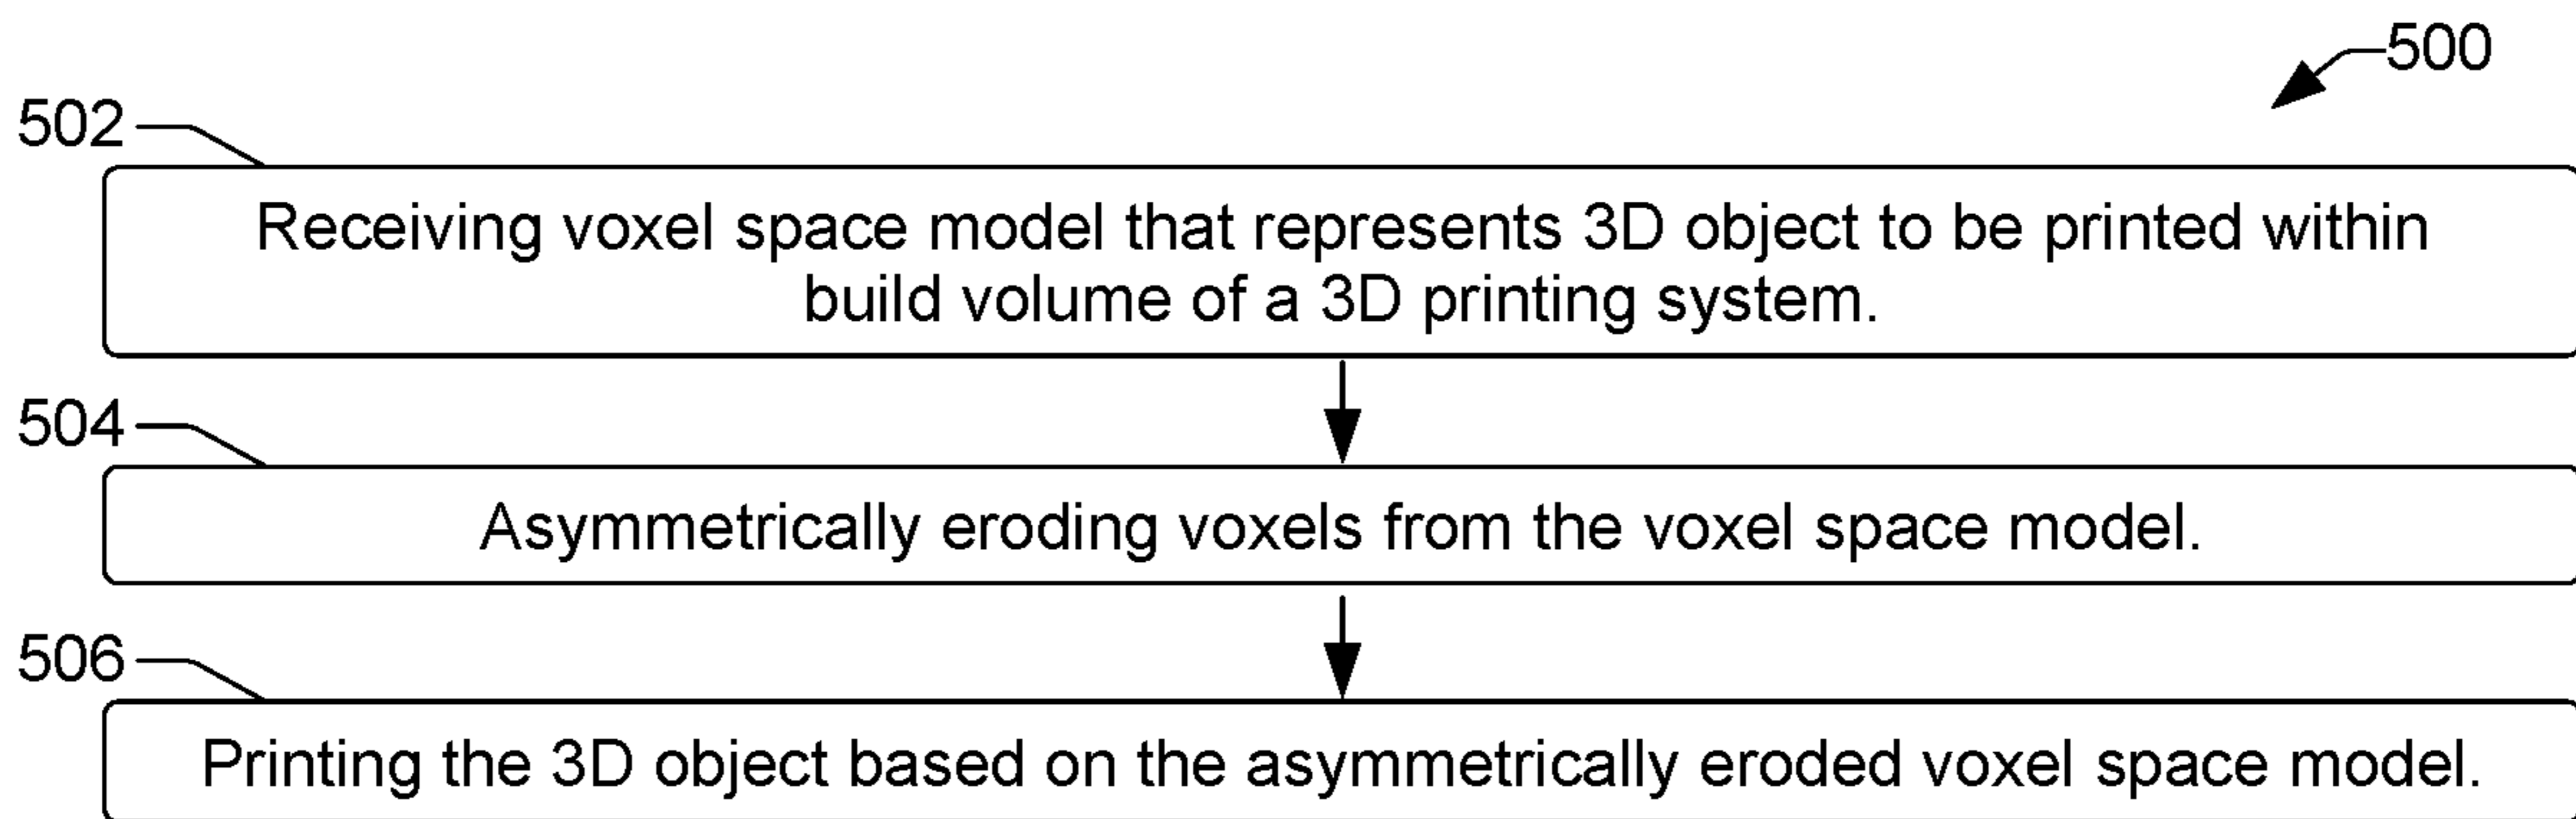 500
502
Receiving voxel space model that represents 3D object to be printed within
build volume of a 3D printing system.
504
Asymmetrically eroding voxels from the voxel space model.
506
Printing the 3D object based on the asymmetrically eroded voxel space model.